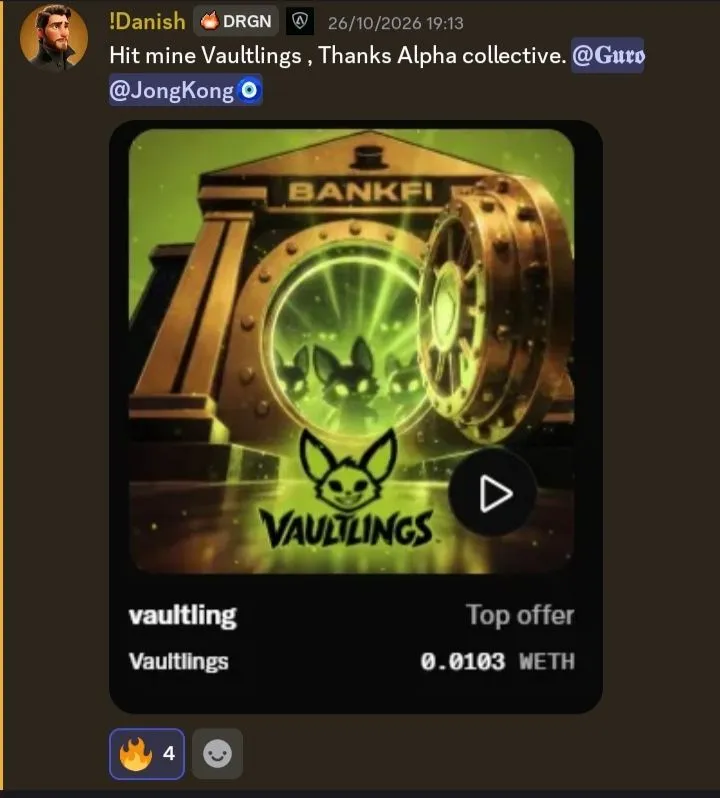 !Danish 🔥 DRGN 26/10/2026 19:13
Hit mine Vaultlings , Thanks Alpha collective. @𝕲𝖚𝖗𝖔
@JongKong🧿
BANKFI
VAULTLINGS
vaultling Top offer
Vaultlings 0.0103 WETH
🔥 4